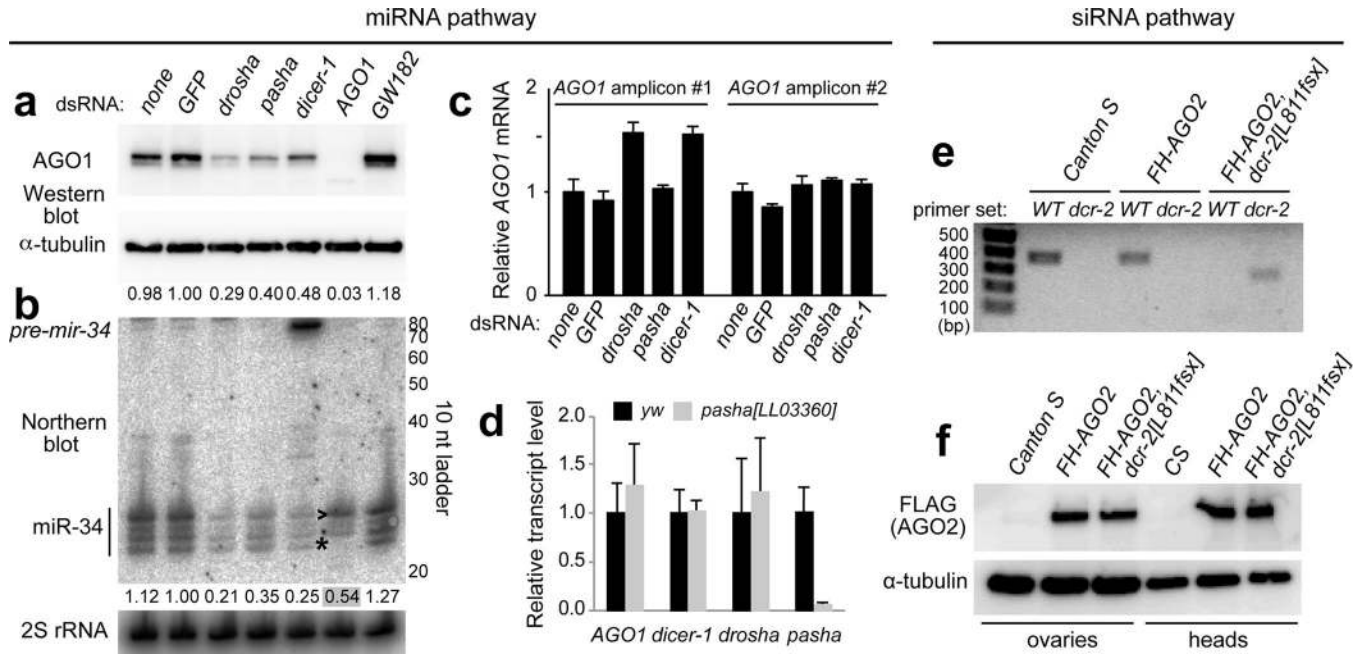 miRNA pathway
siRNA pathway
a
dsRNA:
none
GFP
drosha
pasha
dicer-1
AGO1
GW182
AGO1
Western
blot
α-tubulin
0.98 1.00 0.29 0.40 0.48 0.03 1.18
b
pre-mir-34
Northern
blot
miR-34
>
*
80
70
60
50
40
30
20
10 nt ladder
1.12 1.00 0.21 0.35 0.25 0.54 1.27
2S rRNA
c
AGO1 amplicon #1
AGO1 amplicon #2
Relative AGO1 mRNA
2
1
0
dsRNA:
none
GFP
drosha
pasha
dicer-1
none
GFP
drosha
pasha
dicer-1
d
yw
pasha[LL03360]
Relative transcript level
2.0
1.5
1.0
0.5
0.0
AGO1 dicer-1 drosha pasha
e
Canton S
FH-AGO2
FH-AGO2,
dcr-2[L811fsx]
primer set: WT dcr-2 WT dcr-2 WT dcr-2
500
400
300
200
100
(bp)
f
Canton S
FH-AGO2
FH-AGO2,
dcr-2[L811fsx]
CS
FH-AGO2
FH-AGO2,
dcr-2[L811fsx]
FLAG
(AGO2)
α-tubulin
ovaries
heads